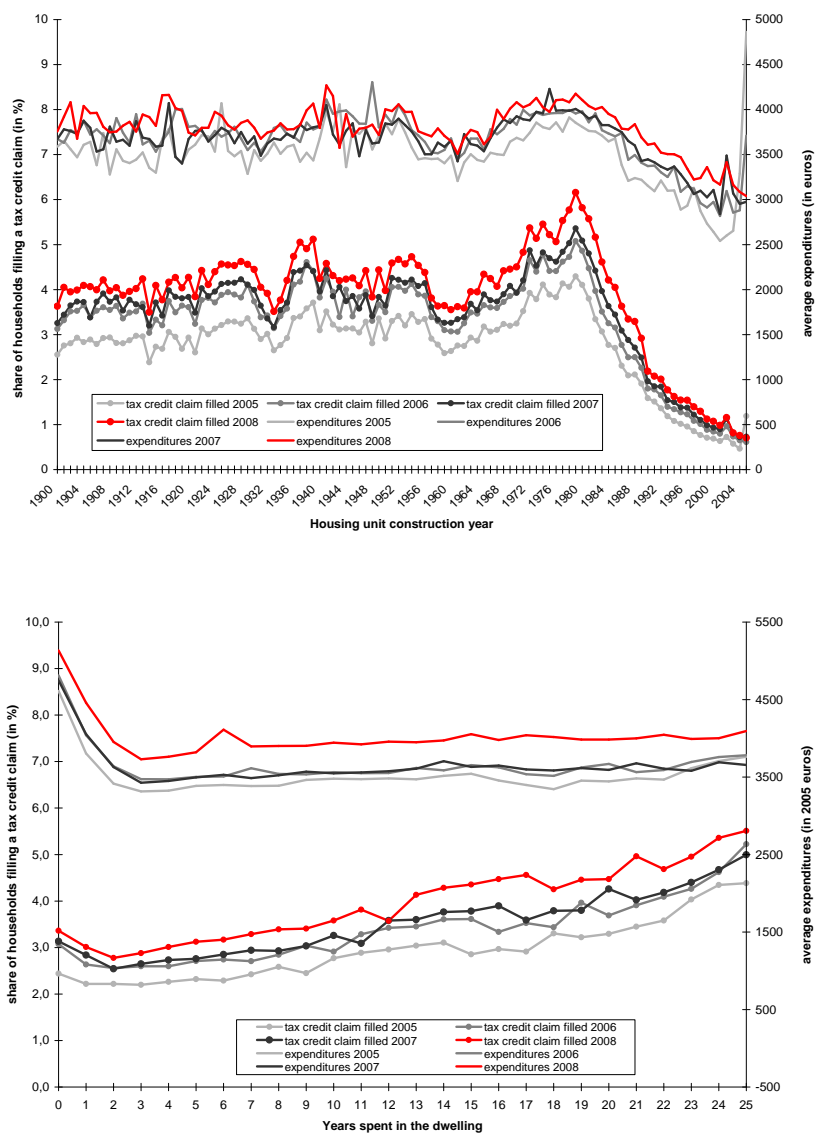 share of households filling a tax credit claim (in %)
10
9
8
7
6
5
4
3
2
1
0
5000
4500
4000
3500
3000
2500
2000
1500
1000
500
0
average expenditures (in euros)
tax credit claim filled 2005
tax credit claim filled 2006
tax credit claim filled 2007
tax credit claim filled 2008
expenditures 2005
expenditures 2006
expenditures 2007
expenditures 2008
1900 1904 1908 1912 1916 1920 1924 1928 1932 1936 1940 1944 1948 1952 1956 1960 1964 1968 1972 1976 1980 1984 1988 1992 1996 2000 2004
Housing unit construction year
share of households filling a tax credit claim (in %)
10,0
9,0
8,0
7,0
6,0
5,0
4,0
3,0
2,0
1,0
0,0
5500
4500
3500
2500
1500
500
-500
average expenditures (in 2005 euros)
tax credit claim filled 2005
tax credit claim filled 2006
tax credit claim filled 2007
tax credit claim filled 2008
expenditures 2005
expenditures 2006
expenditures 2007
expenditures 2008
0 1 2 3 4 5 6 7 8 9 10 11 12 13 14 15 16 17 18 19 20 21 22 23 24 25
Years spent in the dwelling